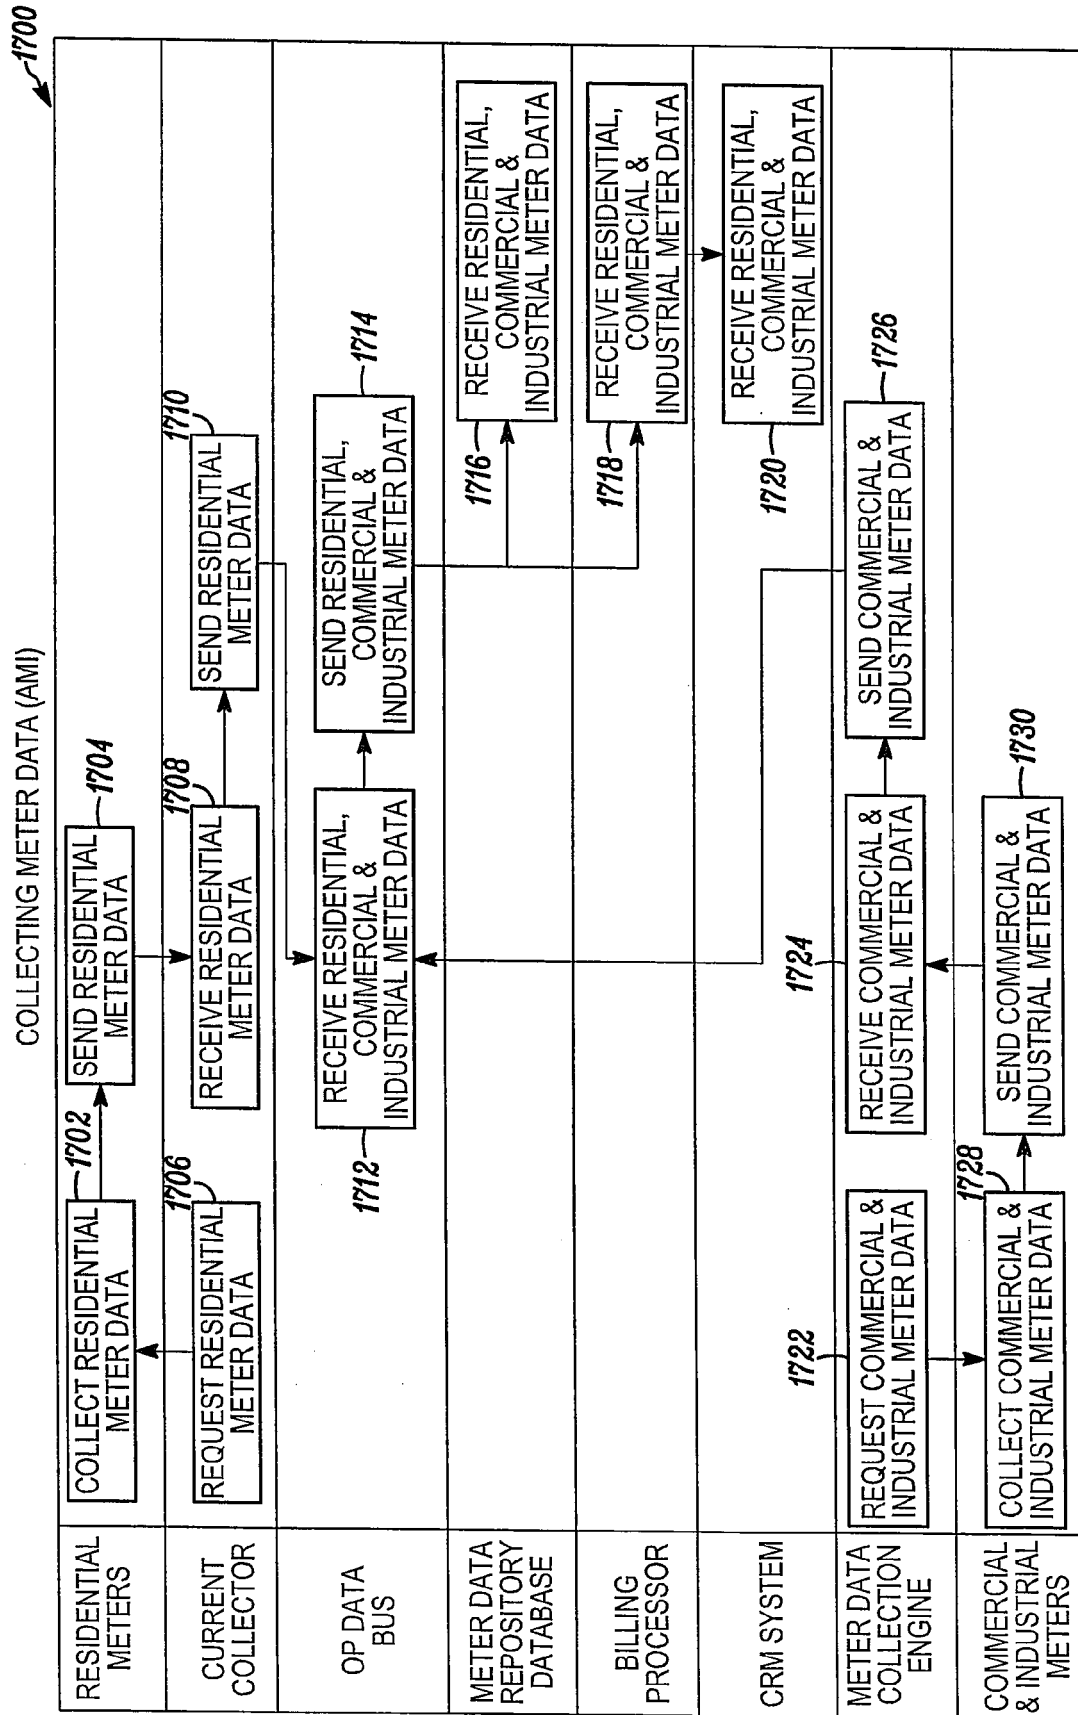 COLLECTING METER DATA (AMI)
1700
RESIDENTIAL
METERS
COLLECT RESIDENTIAL
METER DATA
1702
SEND RESIDENTIAL
METER DATA
1704
CURRENT
COLLECTOR
REQUEST RESIDENTIAL
METER DATA
1706
RECEIVE RESIDENTIAL
METER DATA
1708
SEND RESIDENTIAL
METER DATA
1710
OP DATA
BUS
RECEIVE RESIDENTIAL,
COMMERCIAL &
INDUSTRIAL METER DATA
1712
SEND RESIDENTIAL,
COMMERCIAL &
INDUSTRIAL METER DATA
1714
METER DATA
REPOSITORY
DATABASE
RECEIVE RESIDENTIAL,
COMMERCIAL &
INDUSTRIAL METER DATA
1716
BILLING
PROCESSOR
RECEIVE RESIDENTIAL,
COMMERCIAL &
INDUSTRIAL METER DATA
1718
CRM SYSTEM
RECEIVE RESIDENTIAL,
COMMERCIAL &
INDUSTRIAL METER DATA
1720
METER DATA
COLLECTION
ENGINE
REQUEST COMMERCIAL &
INDUSTRIAL METER DATA
1722
RECEIVE COMMERCIAL &
INDUSTRIAL METER DATA
1724
SEND COMMERCIAL &
INDUSTRIAL METER DATA
1726
COMMERCIAL
& INDUSTRIAL
METERS
COLLECT COMMERCIAL &
INDUSTRIAL METER DATA
1728
SEND COMMERCIAL &
INDUSTRIAL METER DATA
1730